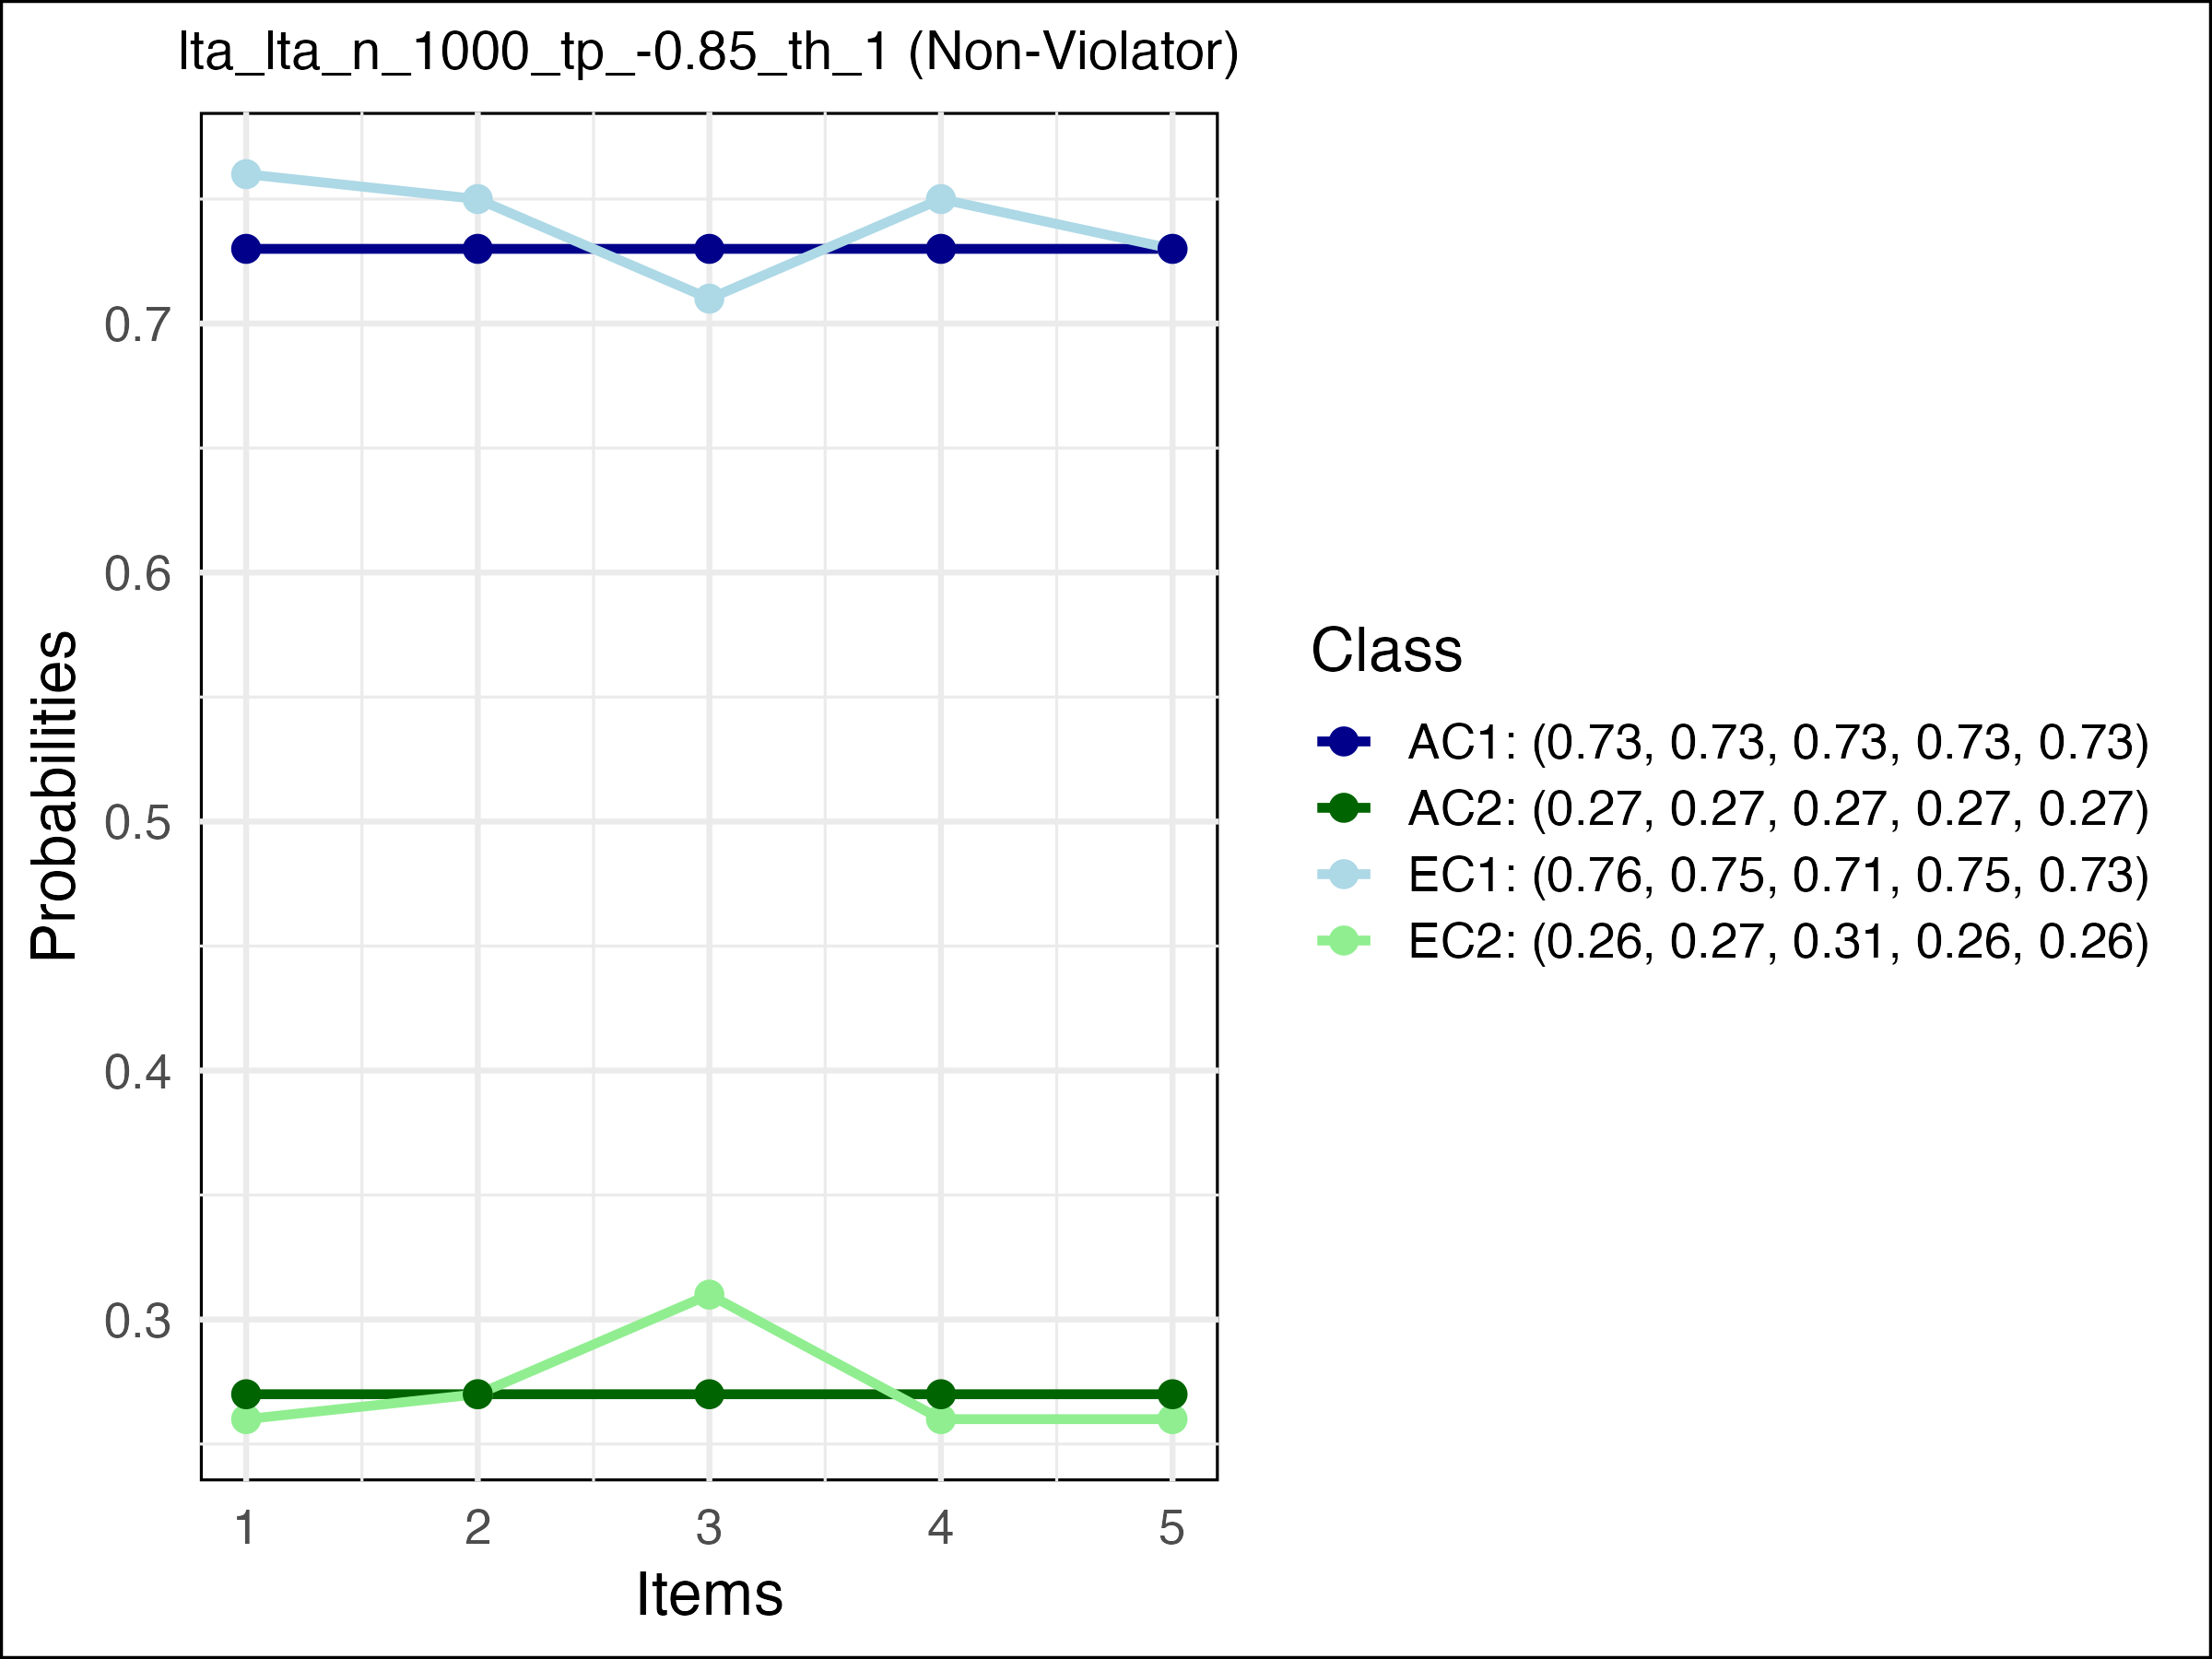 lta_lta_n_1000_tp_-0.85_th_1 (Non-Violator)
Probabilities
0.7
0.6
0.5
0.4
0.3
1 2 3 4 5
Items
Class
AC1: (0.73, 0.73, 0.73, 0.73, 0.73)
AC2: (0.27, 0.27, 0.27, 0.27, 0.27)
EC1: (0.76, 0.75, 0.71, 0.75, 0.73)
EC2: (0.26, 0.27, 0.31, 0.26, 0.26)